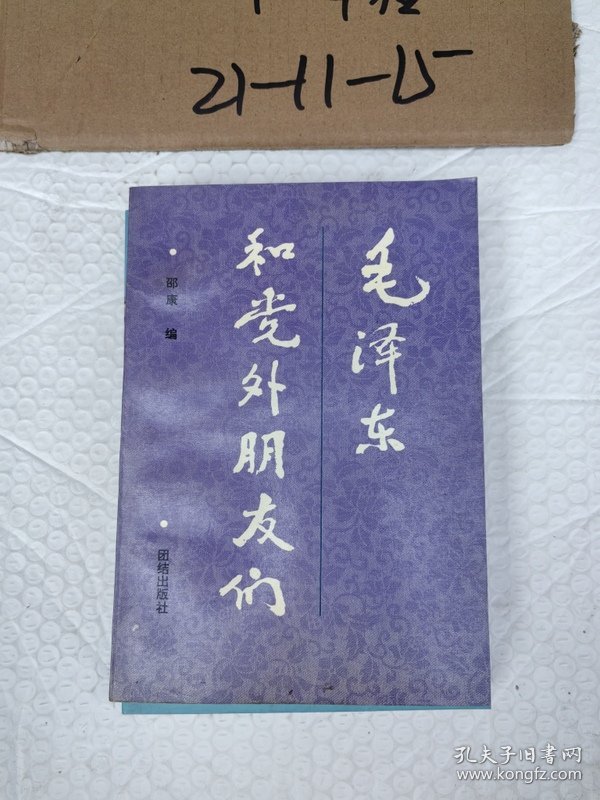 21-11-15
毛泽东
和党外朋友们
邵康 编
团结出版社
孔夫子旧书网
www.kongfz.com